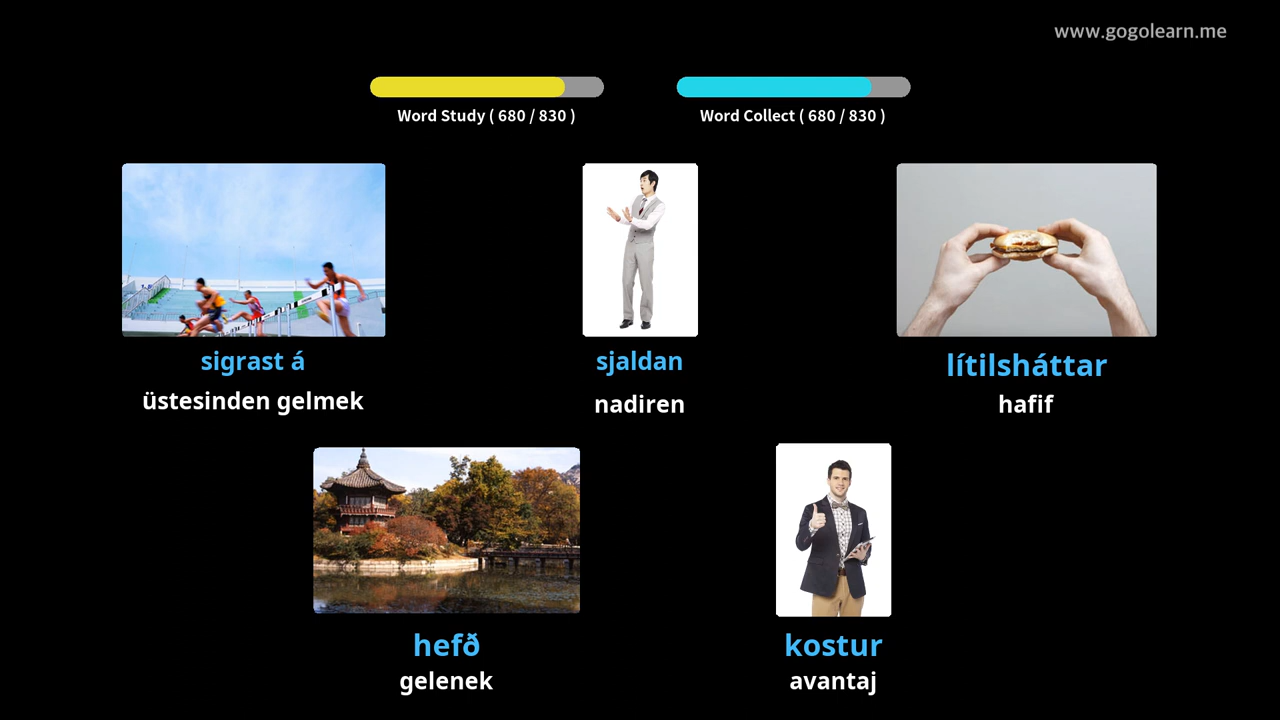 www.gogolearn.me
Word Study ( 680 / 830 )
Word Collect ( 680 / 830 )
sigrast á
üstesinden gelmek
sjaldan
nadiren
lítilsháttar
hafif
hefð
gelenek
kostur
avantaj